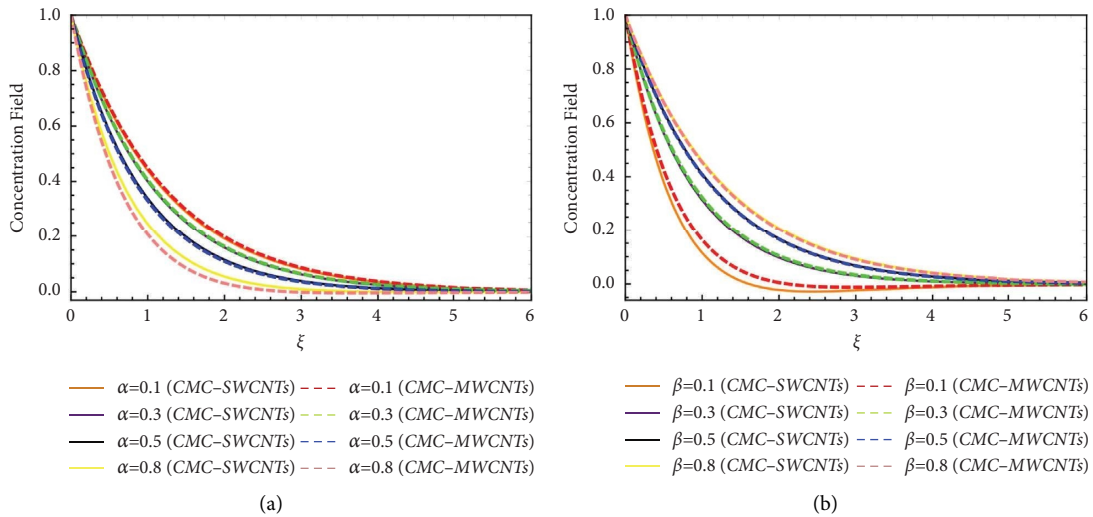 1.0
0.8
0.6
0.4
0.2
0.0
Concentration Field
0 1 2 3 4 5 6
ξ
α=0.1 (CMC–SWCNTs) α=0.1 (CMC–MWCNTs)
α=0.3 (CMC–SWCNTs) α=0.3 (CMC–MWCNTs)
α=0.5 (CMC–SWCNTs) α=0.5 (CMC–MWCNTs)
α=0.8 (CMC–SWCNTs) α=0.8 (CMC–MWCNTs)
(a)
1.0
0.8
0.6
0.4
0.2
0.0
Concentration Field
0 1 2 3 4 5 6
ξ
β=0.1 (CMC–SWCNTs) β=0.1 (CMC–MWCNTs)
β=0.3 (CMC–SWCNTs) β=0.3 (CMC–MWCNTs)
β=0.5 (CMC–SWCNTs) β=0.5 (CMC–MWCNTs)
β=0.8 (CMC–SWCNTs) β=0.8 (CMC–MWCNTs)
(b)